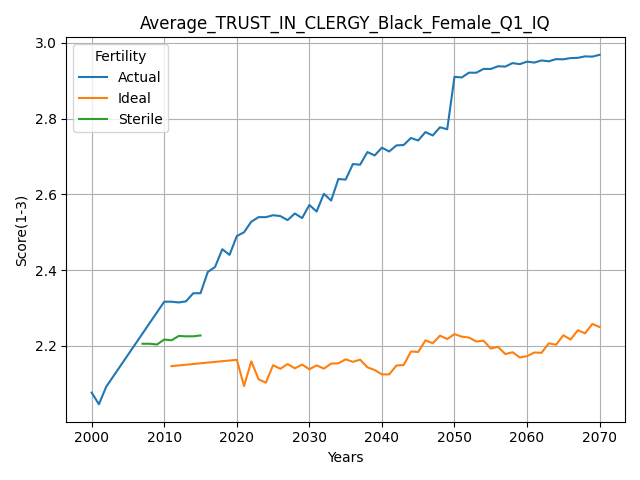 Average_TRUST_IN_CLERGY_Black_Female_Q1_IQ
Fertility
Actual
Ideal
Sterile
Score(1-3)
3.0
2.8
2.6
2.4
2.2
2000
2010
2020
2030
2040
2050
2060
2070
Years